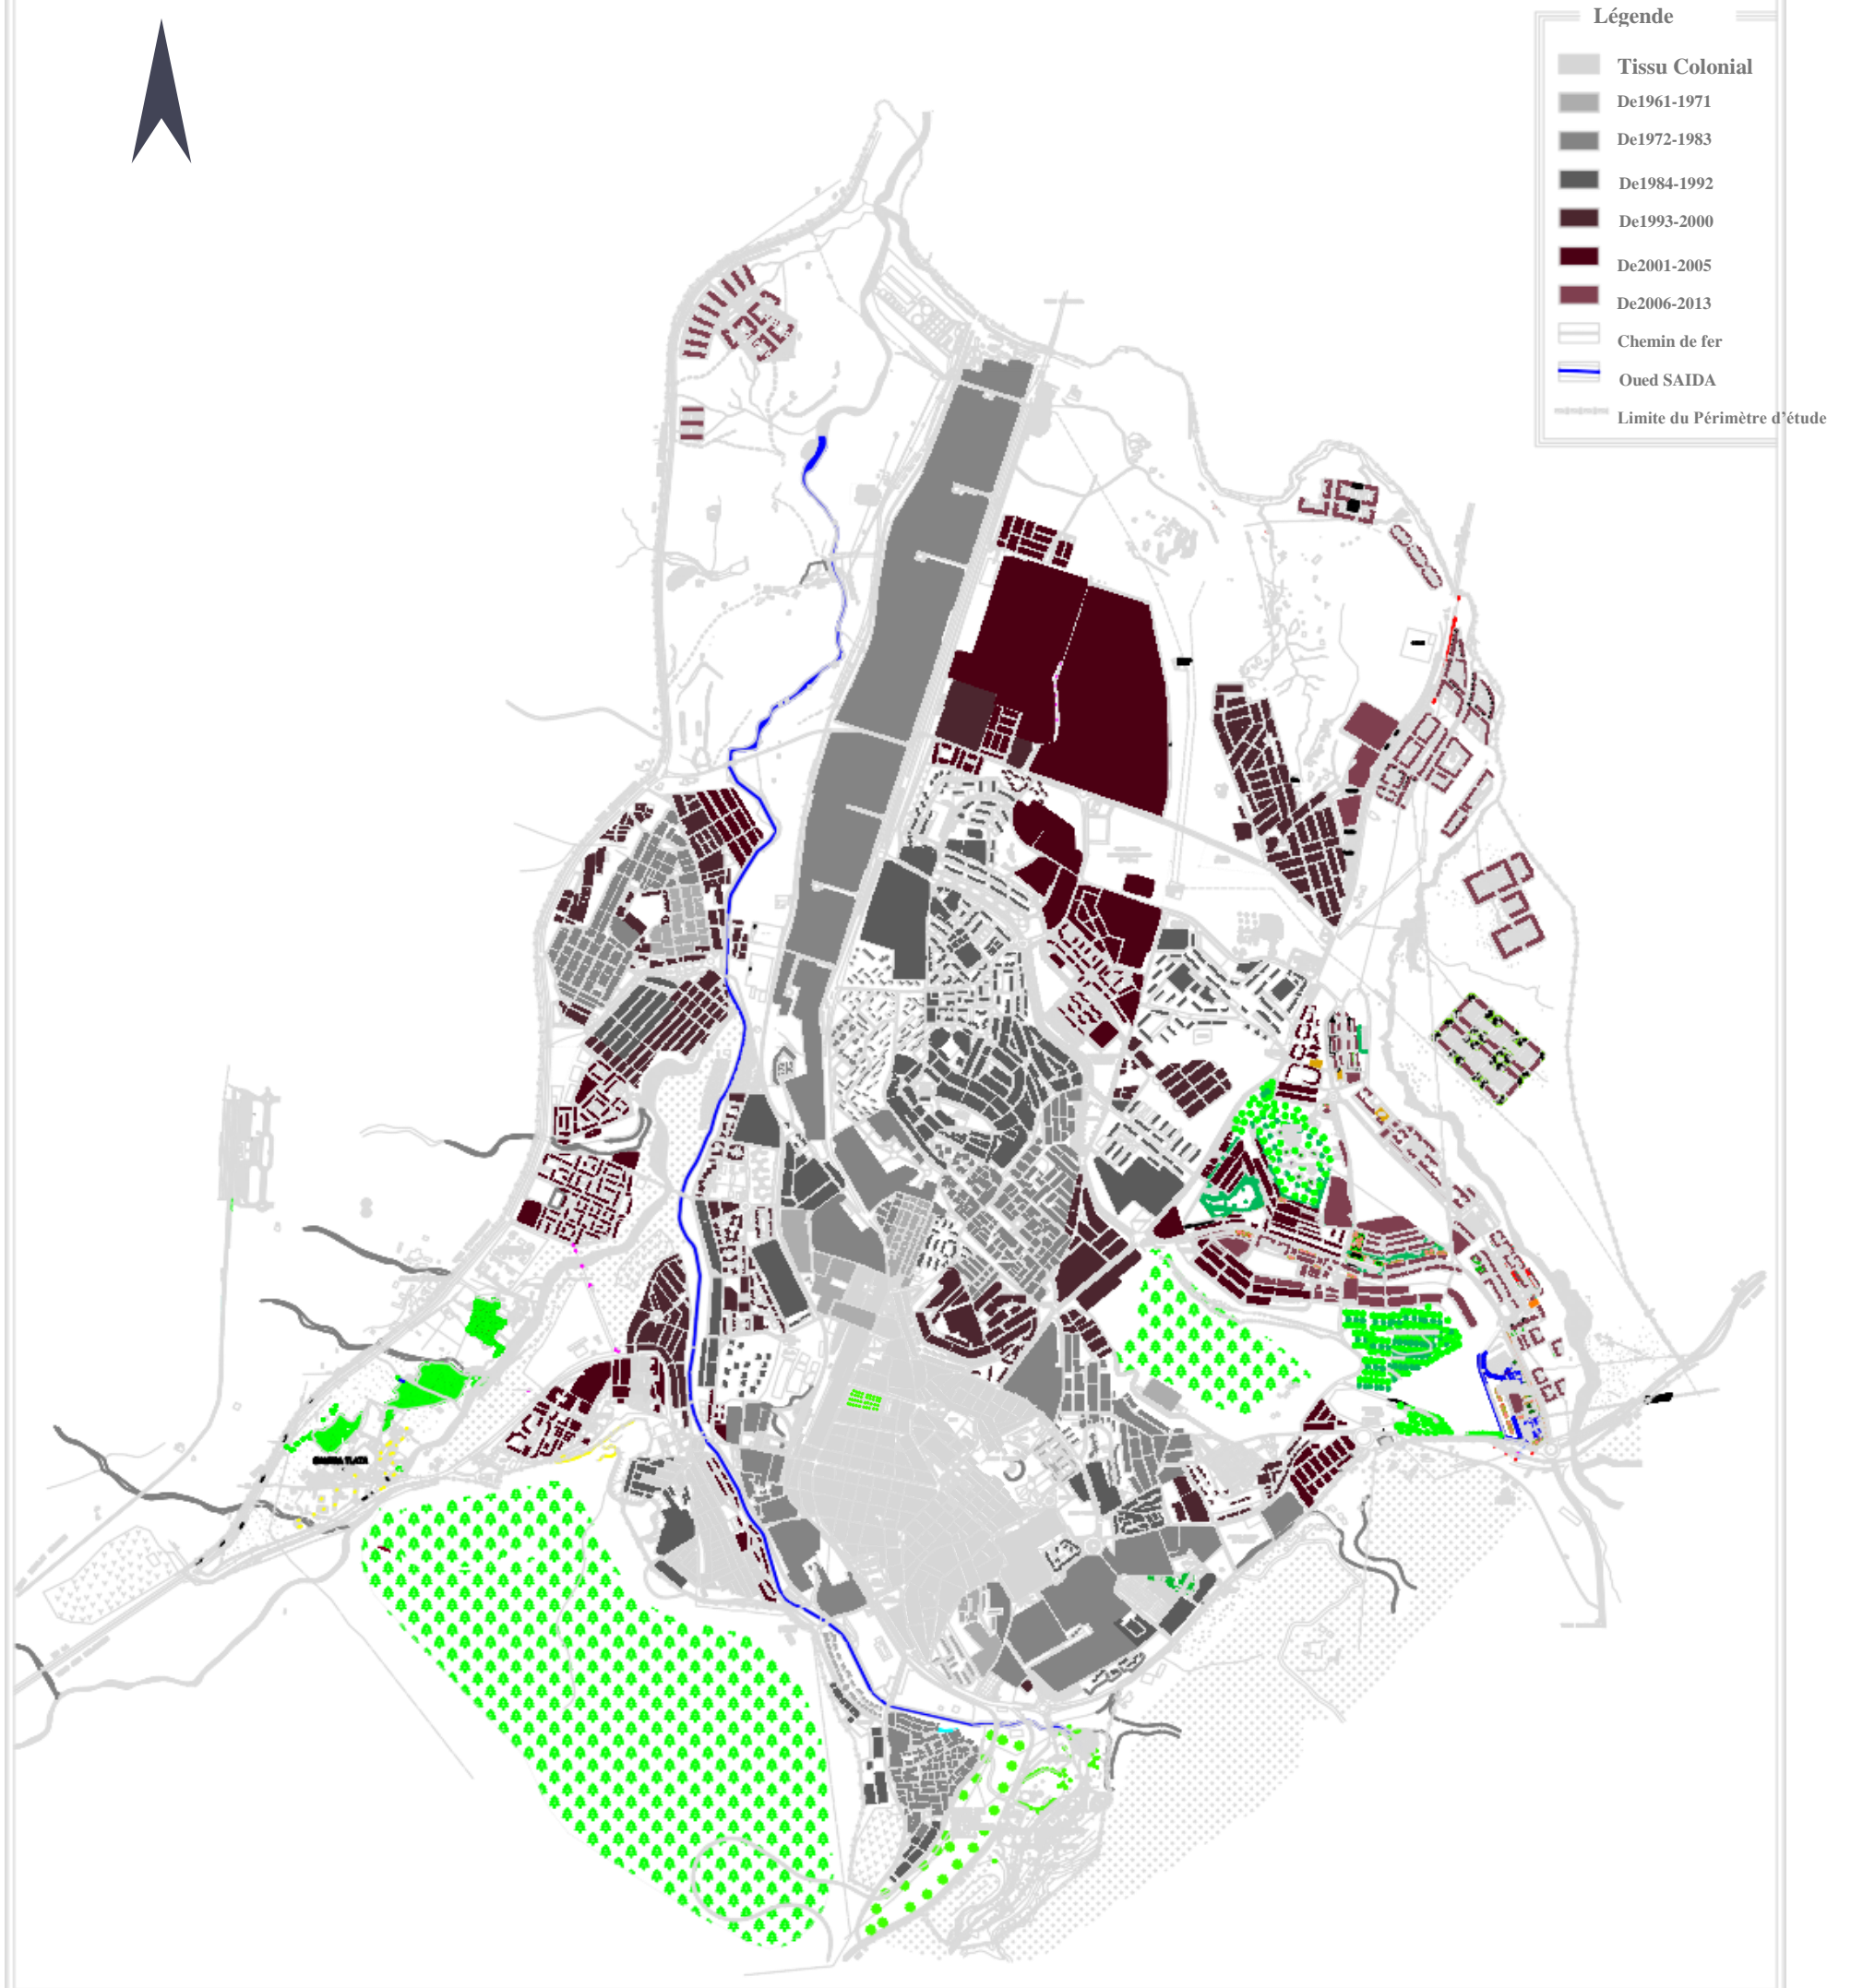 Légende
Tissu Colonial
De1961-1971
De1972-1983
De1984-1992
De1993-2000
De2001-2005
De2006-2013
Chemin de fer
Oued SAIDA
Limite du Périmètre d'étude